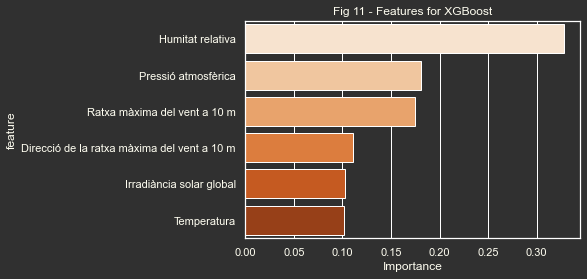 Fig 11 - Features for XGBoost
feature
Humitat relativa
Pressió atmosfèrica
Ratxa màxima del vent a 10 m
Direcció de la ratxa màxima del vent a 10 m
Irradiància solar global
Temperatura
0.00 0.05 0.10 0.15 0.20 0.25 0.30
Importance